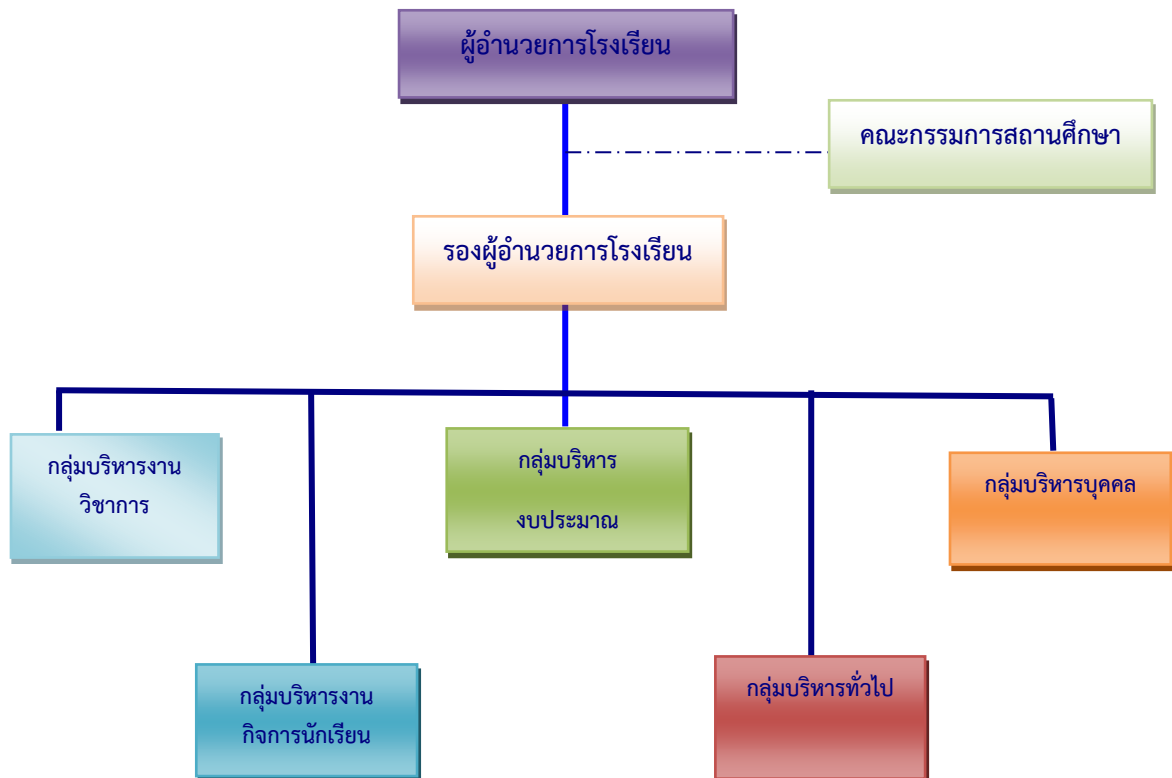 ผู้อำนวยการโรงเรียน
คณะกรรมการสถานศึกษา
รองผู้อำนวยการโรงเรียน
กลุ่มบริหารงาน
วิชาการ
กลุ่มบริหาร
งบประมาณ
กลุ่มบริหารบุคคล
กลุ่มบริหารงาน
กิจการนักเรียน
กลุ่มบริหารทั่วไป